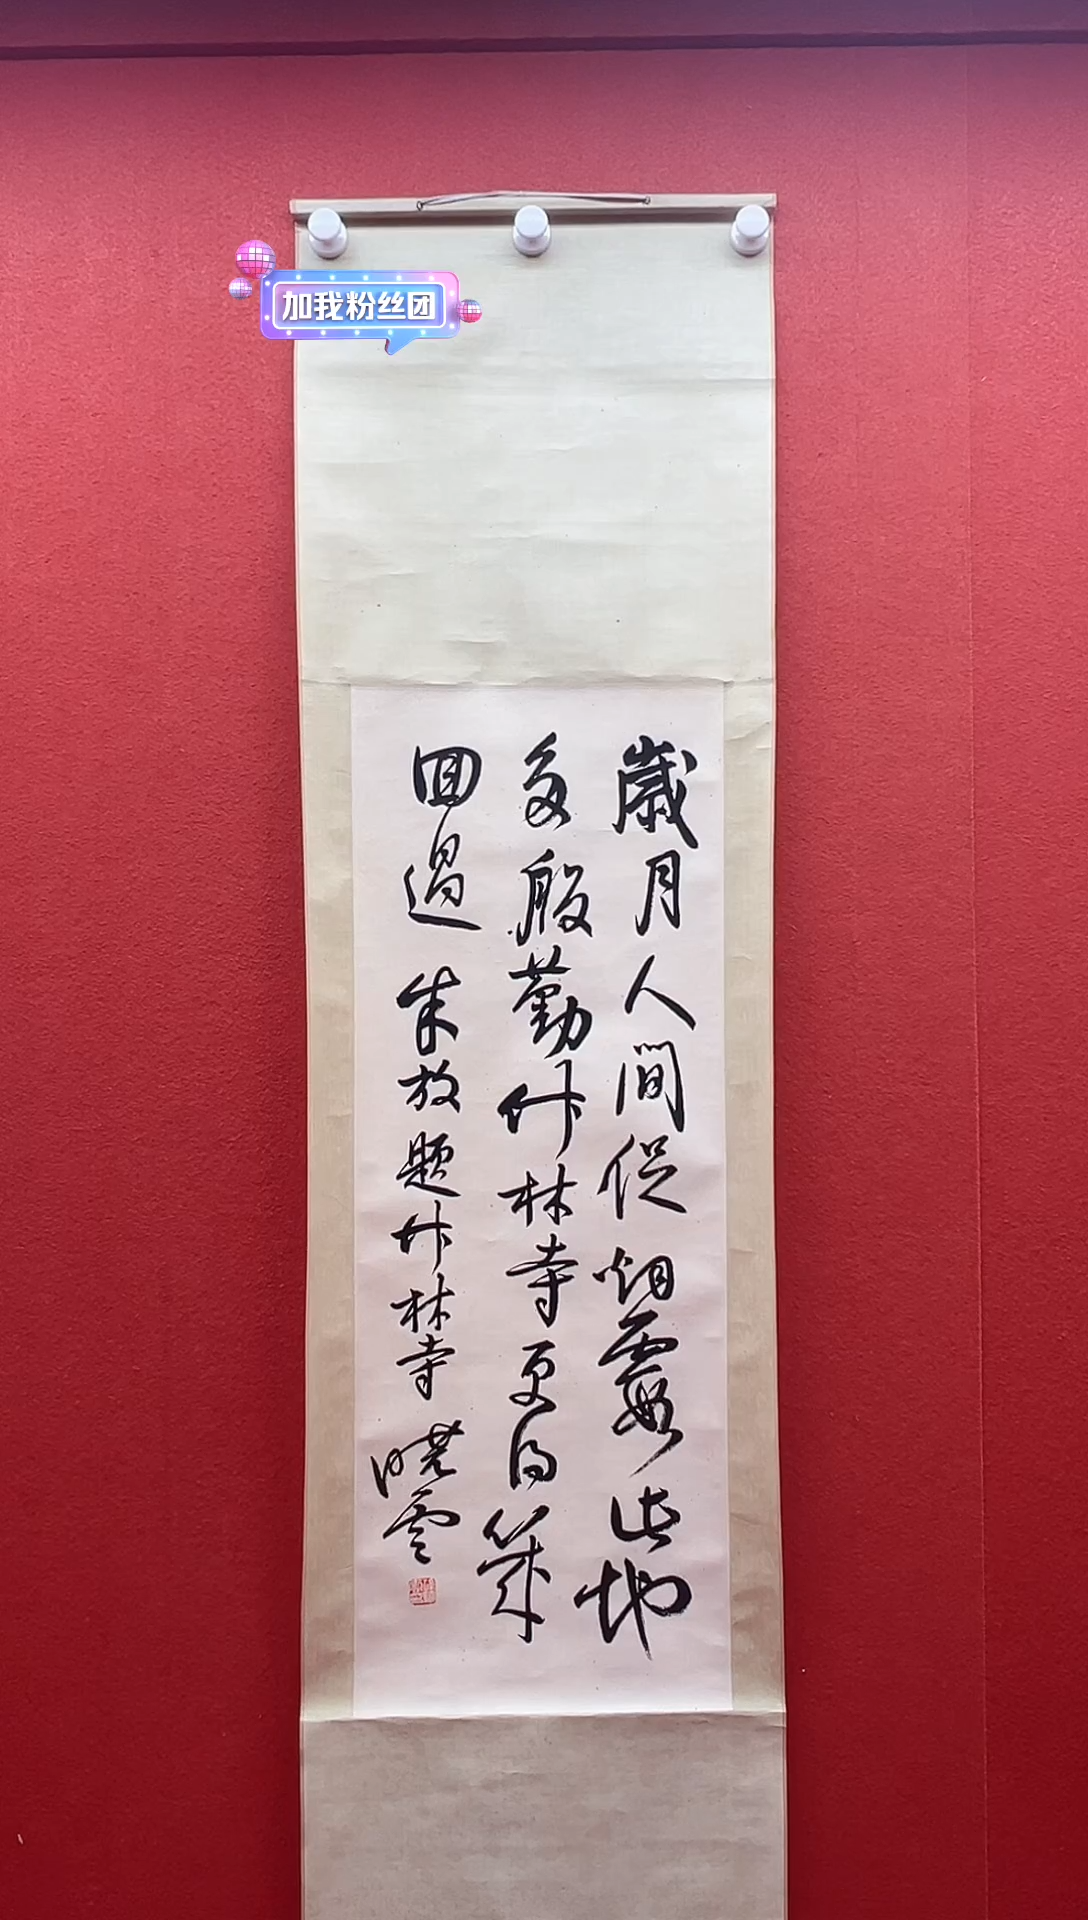 加我粉丝团
歲月人間促烟霞此地
多殷勤竹林寺更得幾
回過 朱放題竹林寺 曉雲